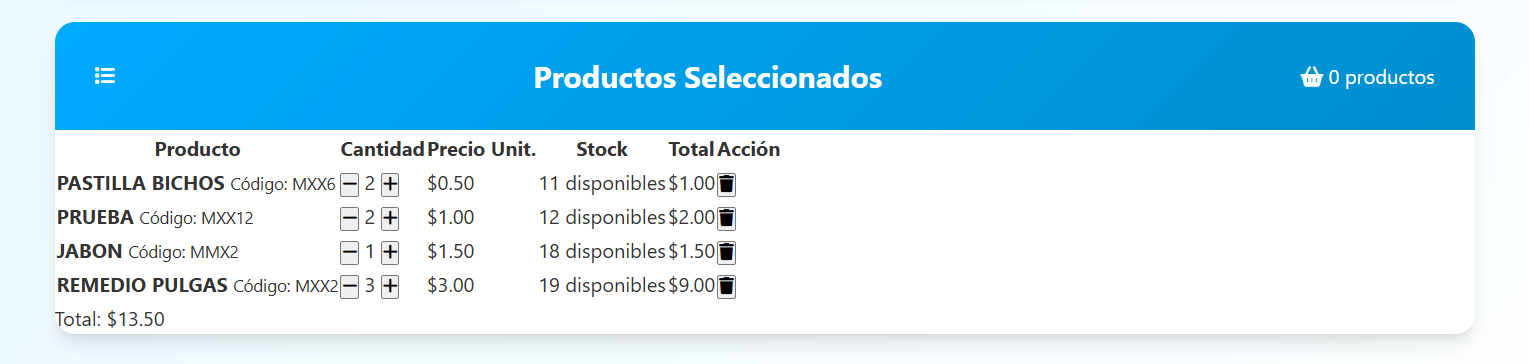 Productos Seleccionados 0 productos
Producto Cantidad Precio Unit. Stock Total Acción
PASTILLA BICHOS Código: MXX6 − 2 + $0.50 11 disponibles $1.00
PRUEBA Código: MXX12 − 2 + $1.00 12 disponibles $2.00
JABON Código: MMX2 − 1 + $1.50 18 disponibles $1.50
REMEDIO PULGAS Código: MXX2 − 3 + $3.00 19 disponibles $9.00
Total: $13.50